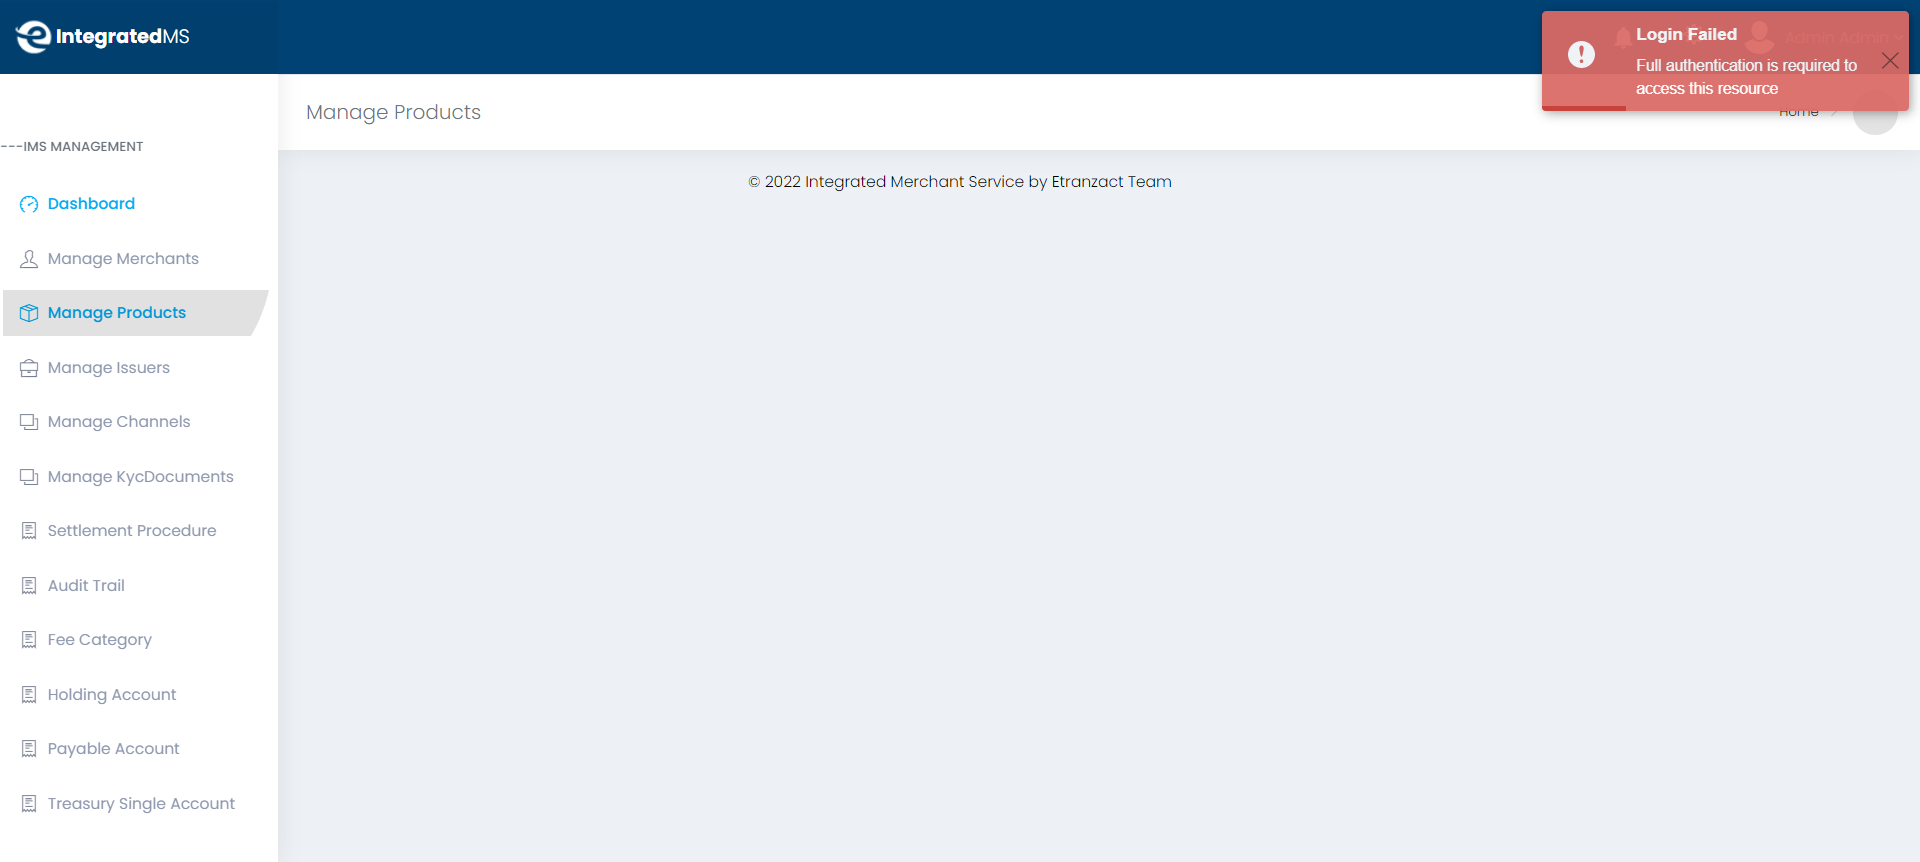 IntegratedMS
Login Failed
Full authentication is required to
access this resource
Admin Admin
Manage Products
Home
---IMS MANAGEMENT
© 2022 Integrated Merchant Service by Etranzact Team
Dashboard
Manage Merchants
Manage Products
Manage Issuers
Manage Channels
Manage KycDocuments
Settlement Procedure
Audit Trail
Fee Category
Holding Account
Payable Account
Treasury Single Account